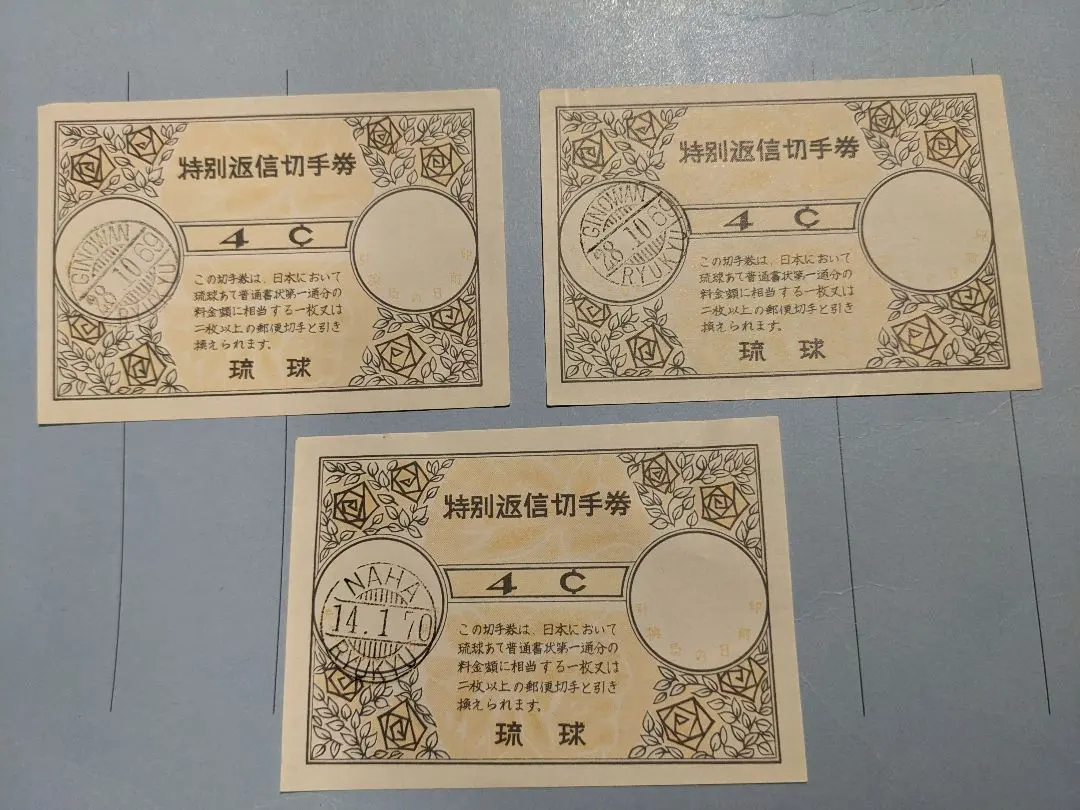 特別返信切手券
GINOWAN
28.10.69
RYUKYU
4 ¢
この切手券は、日本において
琉球あて普通書状第一通分の
料金額に相当する一枚又は
二枚以上の郵便切手と引き
換えられます。
琉球
特別返信切手券
GINOWAN
28.10.69
RYUKYU
4 ¢
この切手券は、日本において
琉球あて普通書状第一通分の
料金額に相当する一枚又は
二枚以上の郵便切手と引き
換えられます。
琉球
特別返信切手券
4 ¢
NAHA
14.1.70
RYUKYU
この切手券は、日本において
琉球あて普通書状第一通分の
料金額に相当する一枚又は
二枚以上の郵便切手と引き
換えられます。
琉球